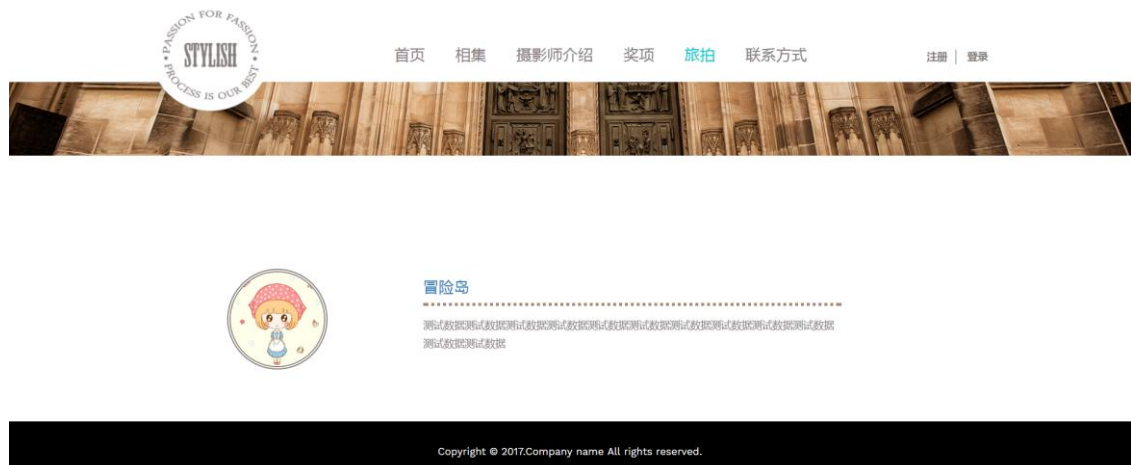 PASSION FOR FASSION
STYLISH
PROCESS IS OUR BEST
首页 相集 摄影师介绍 奖项 旅拍 联系方式
注册 | 登录
冒险岛
测试数据测试数据测试数据测试数据测试数据测试数据测试数据测试数据测试数据测试数据
测试数据测试数据
Copyright © 2017.Company name All rights reserved.